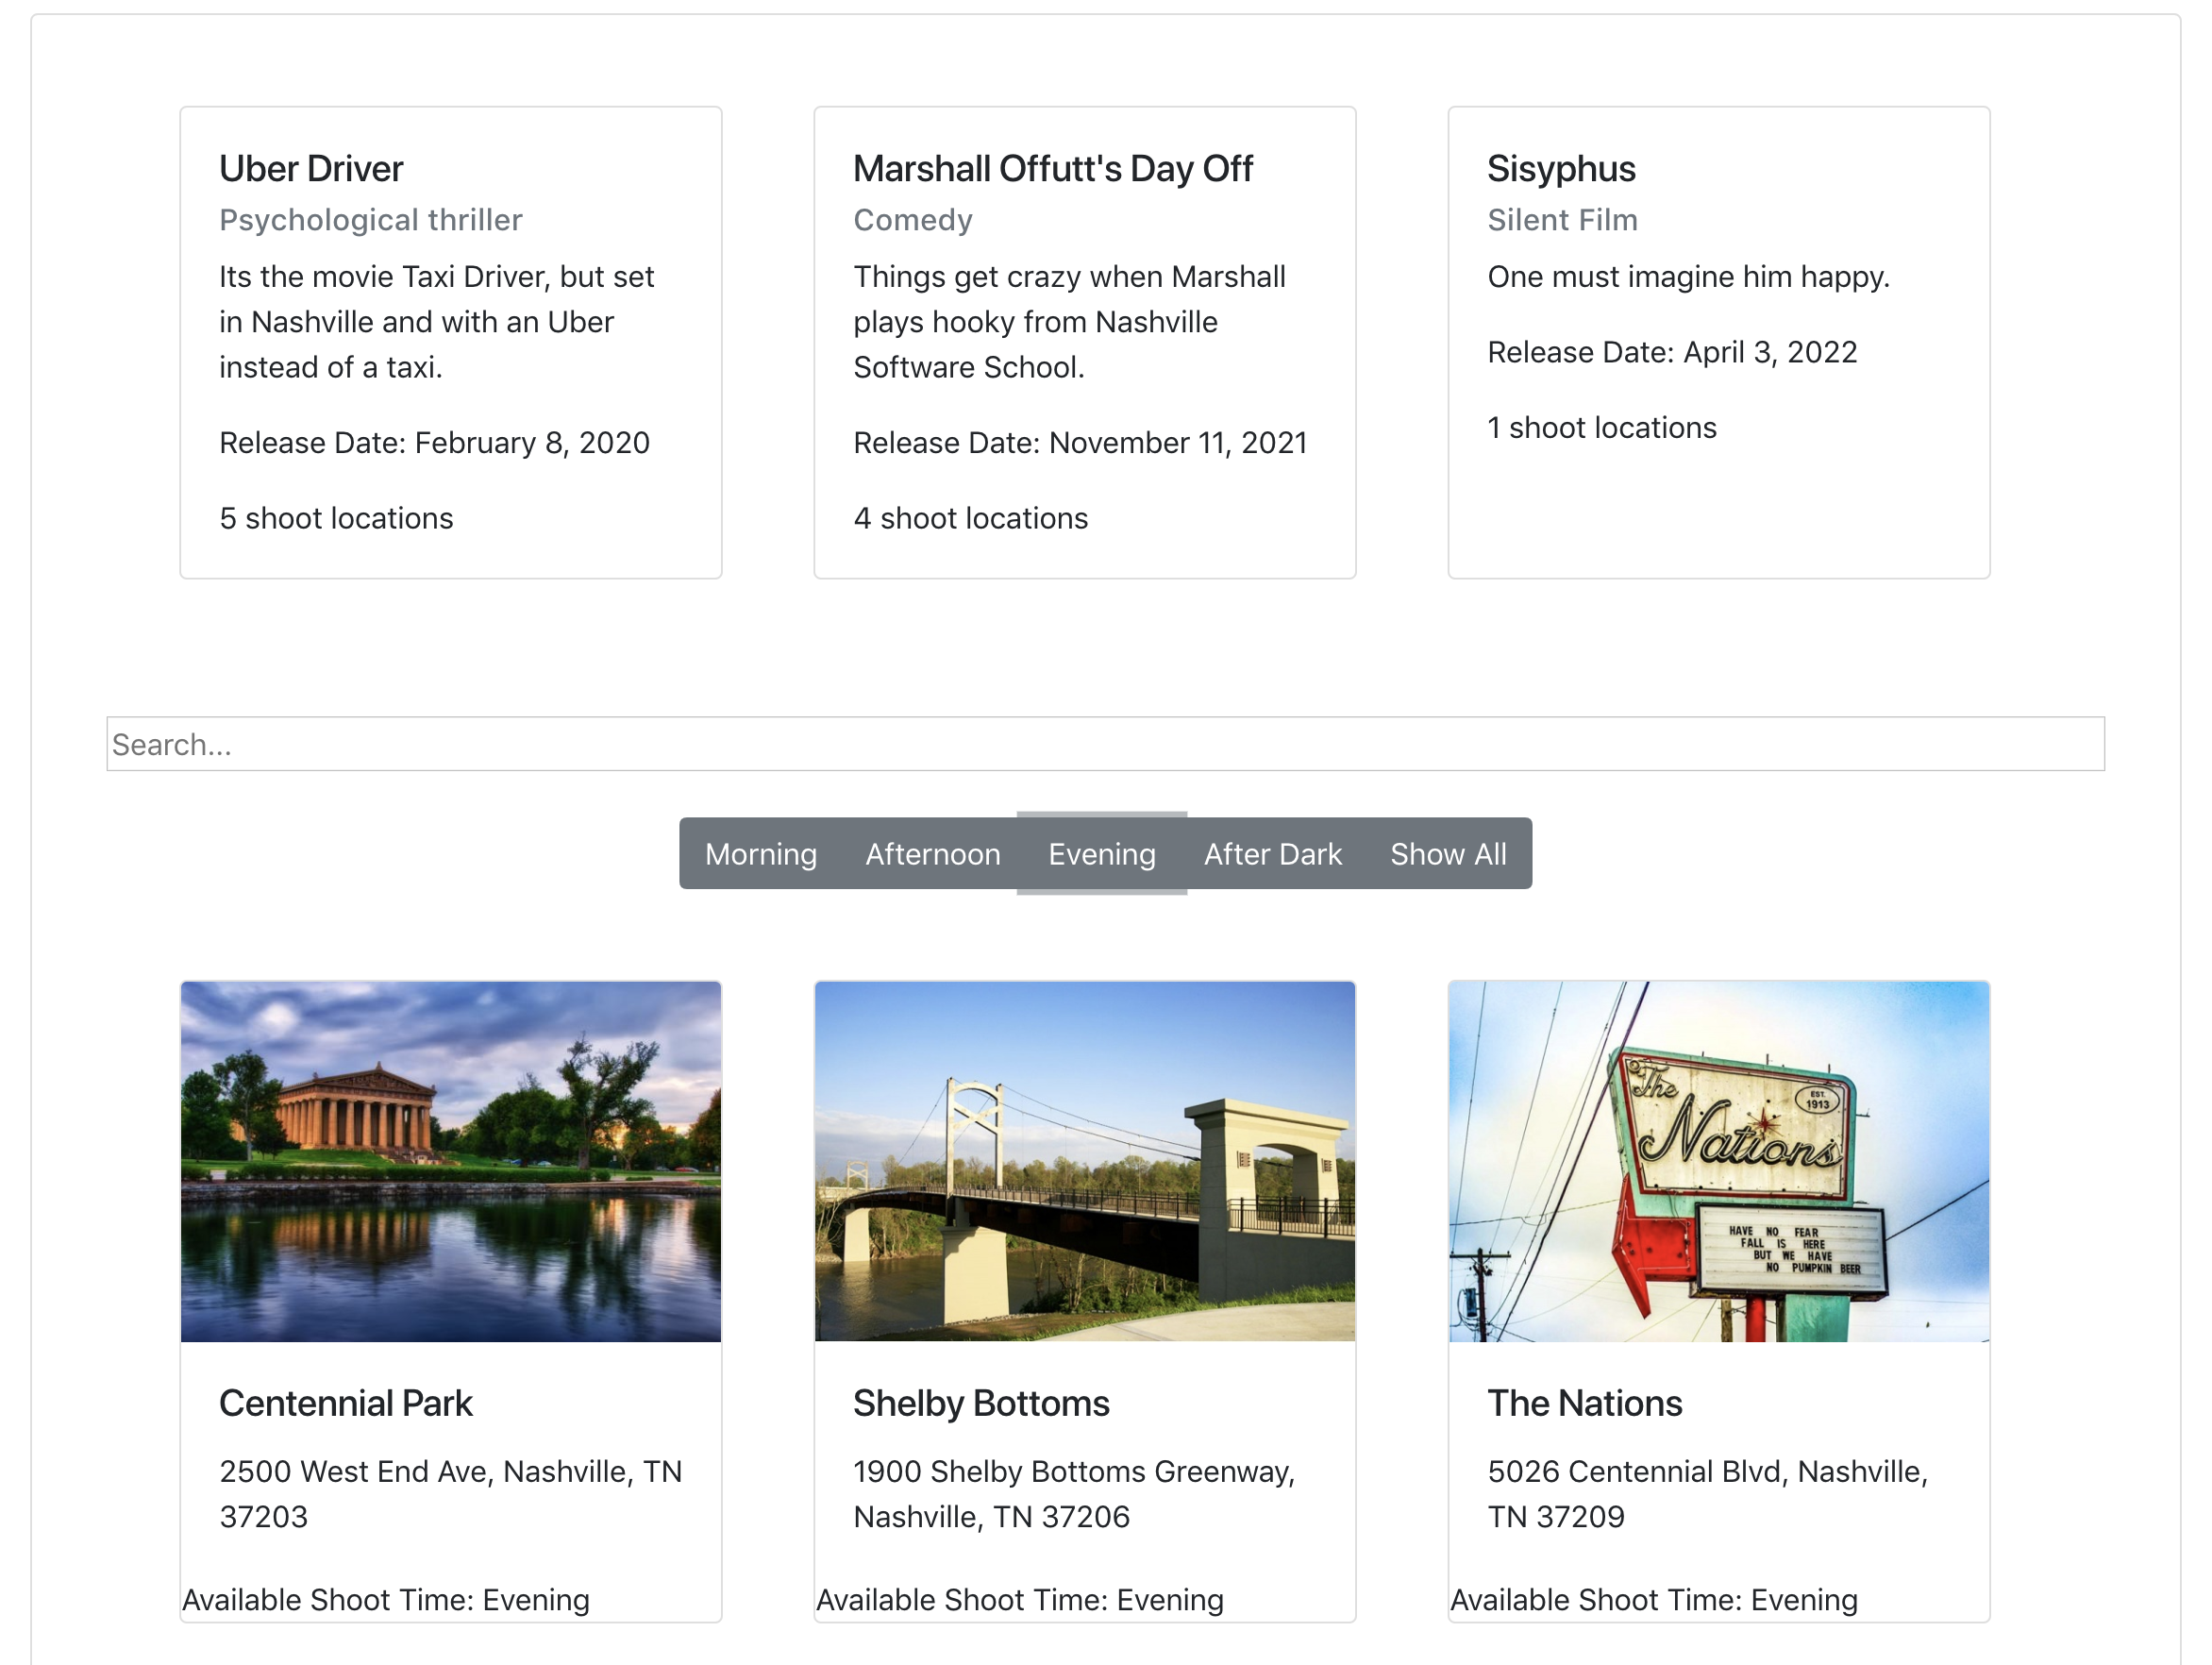 Uber Driver
Psychological thriller
Its the movie Taxi Driver, but set
in Nashville and with an Uber
instead of a taxi.
Release Date: February 8, 2020
5 shoot locations
Marshall Offutt's Day Off
Comedy
Things get crazy when Marshall
plays hooky from Nashville
Software School.
Release Date: November 11, 2021
4 shoot locations
Sisyphus
Silent Film
One must imagine him happy.
Release Date: April 3, 2022
1 shoot locations
Search...
Morning Afternoon Evening After Dark Show All
Centennial Park
2500 West End Ave, Nashville, TN
37203
Available Shoot Time: Evening
Shelby Bottoms
1900 Shelby Bottoms Greenway,
Nashville, TN 37206
Available Shoot Time: Evening
The
Nations
EST.
1913
HAVE NO FEAR
FALL IS HERE
BUT WE HAVE
NO PUMPKIN BEER
The Nations
5026 Centennial Blvd, Nashville,
TN 37209
Available Shoot Time: Evening